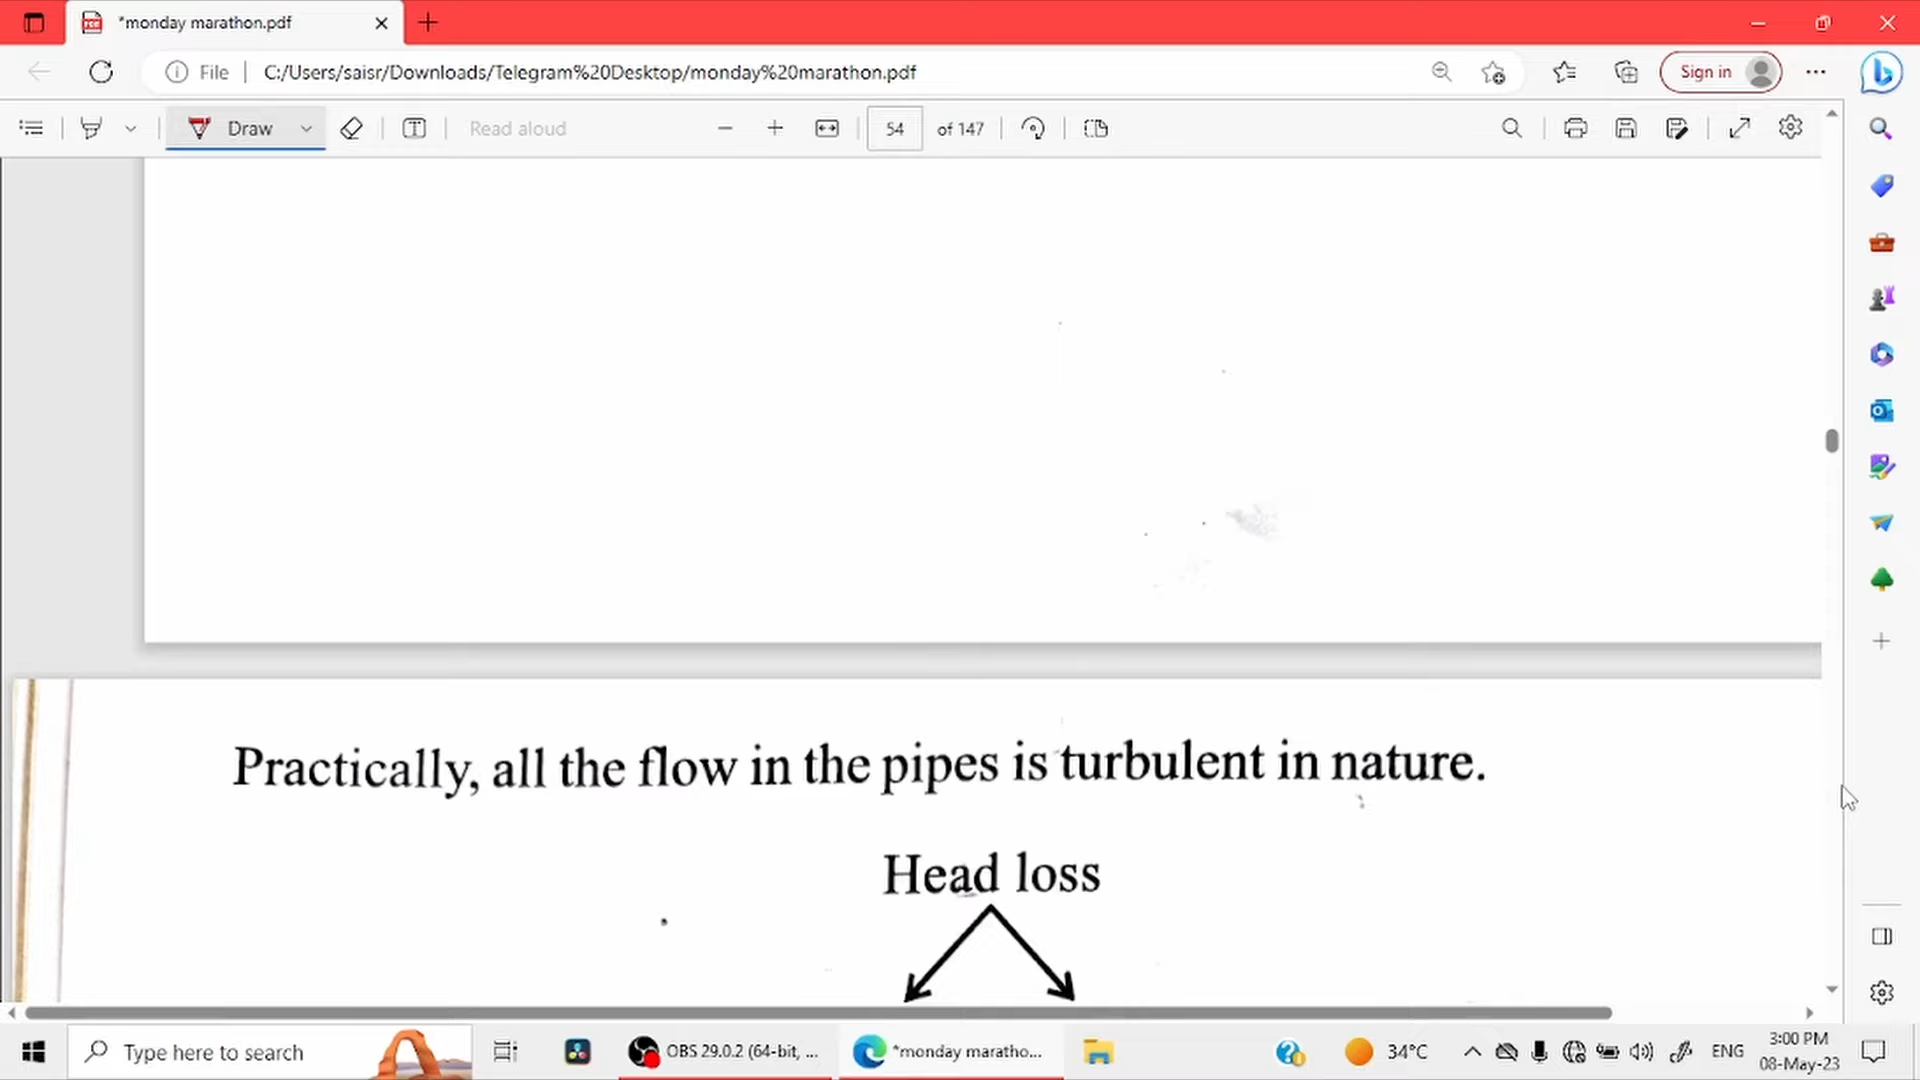 *monday marathon.pdf
File
C:/Users/saisr/Downloads/Telegram%20Desktop/monday%20marathon.pdf
Sign in
Draw
Read aloud
54
of 147
Practically, all the flow in the pipes is turbulent in nature.
Head loss
Type here to search
OBS 29.0.2 (64-bit, ...
*monday maratho...
34°C
ENG
3:00 PM
08-May-23